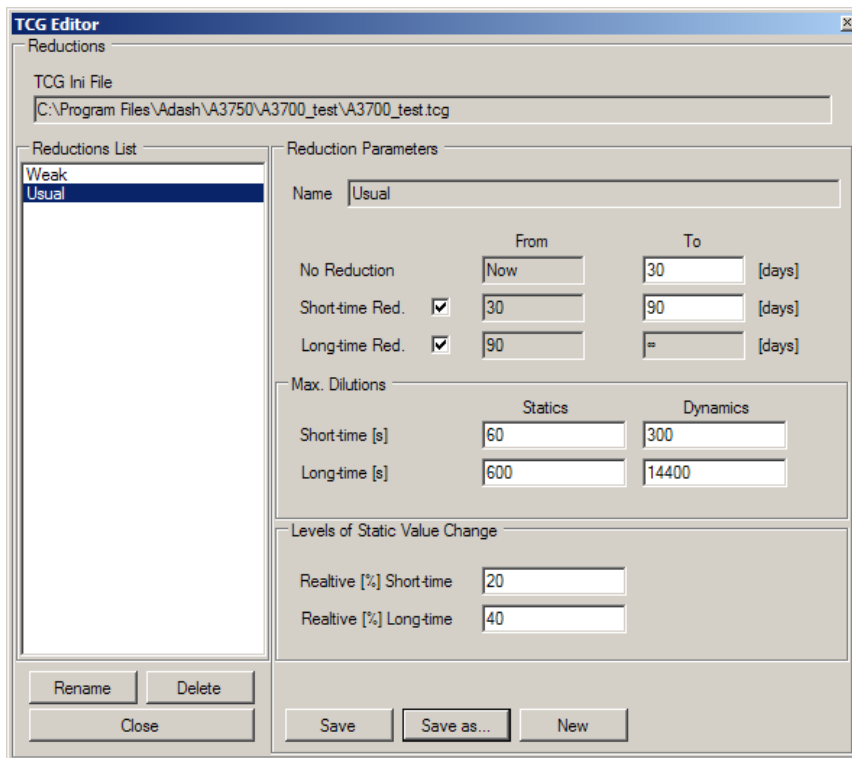 TCG Editor
Reductions
TCG Ini File
C:\Program Files\Adash\A3750\A3700_test\A3700_test.tcg
Reductions List
Weak
Usual
Rename Delete
Close
Reduction Parameters
Name Usual
From To
No Reduction Now 30 [days]
Short-time Red. 30 90 [days]
Long-time Red. 90 ∞ [days]
Max. Dilutions
Statics Dynamics
Short-time [s] 60 300
Long-time [s] 600 14400
Levels of Static Value Change
Realtive [%] Short-time 20
Realtive [%] Long-time 40
Save Save as... New